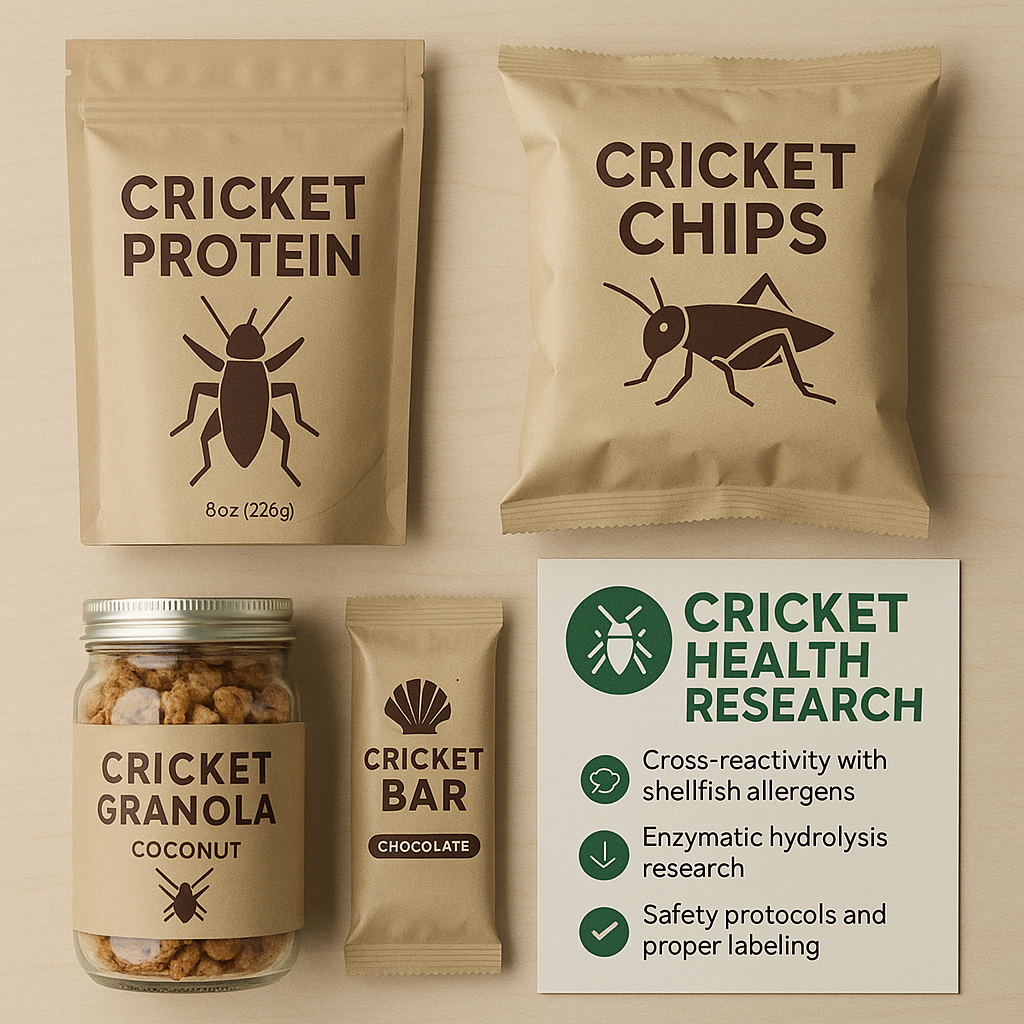 CRICKET
PROTEIN
8oz (226g)
CRICKET
CHIPS
CRICKET
GRANOLA
COCONUT
CRICKET
BAR
CHOCOLATE
CRICKET
HEALTH
RESEARCH
Cross-reactivity with
shellfish allergens
Enzymatic hydrolysis
research
Safety protocols and
proper labeling